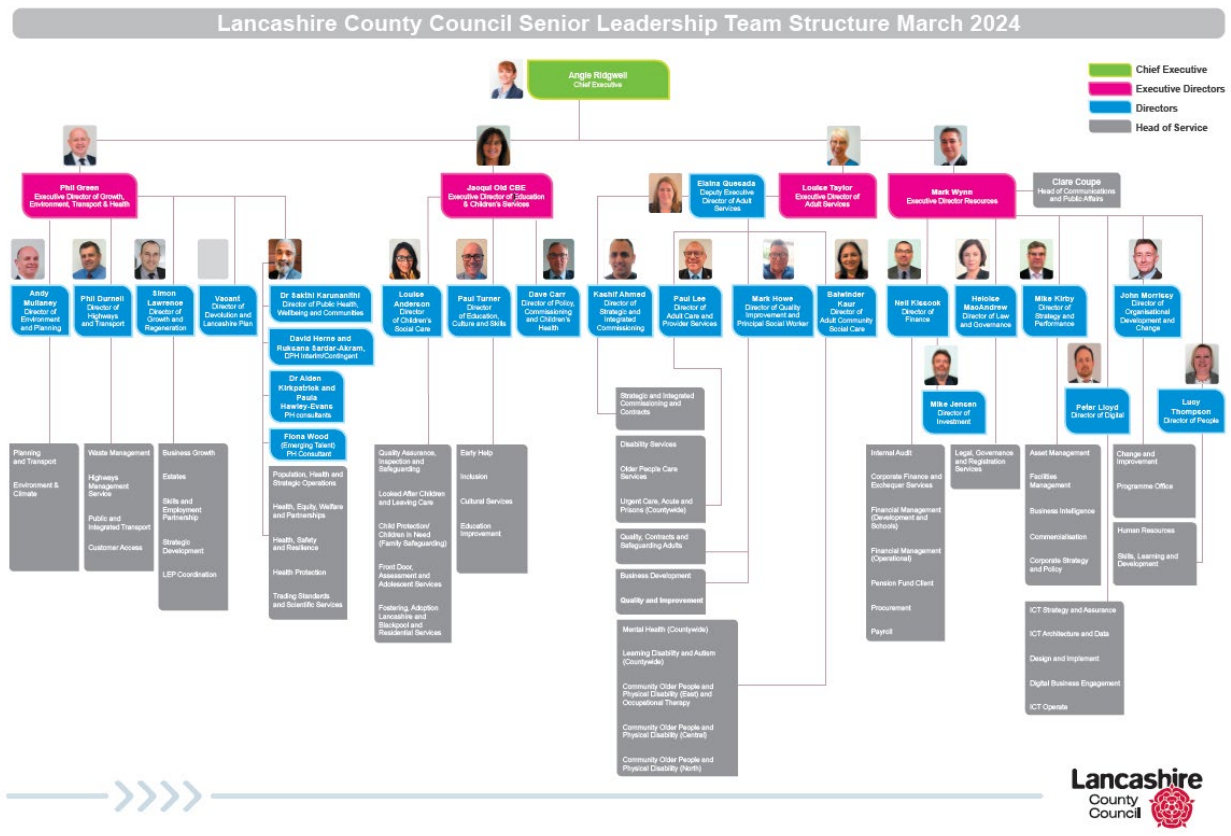 Lancashire County Council Senior Leadership Team Structure March 2024
Angie Ridgwell
Chief Executive
Chief Executive
Executive Directors
Directors
Head of Service
Phil Green
Executive Director of Growth,
Environment, Transport & Health
Jacqui Old CBE
Executive Director of Education
& Children's Services
Elaina Quesada
Deputy Executive
Director of Adult
Services
Louise Taylor
Executive Director of
Adult Services
Mark Wynn
Executive Director Resources
Clare Coupe
Head of Communications
and Public Affairs
Andy
Mullaney
Director of
Environment
and Planning
Phil Durnell
Director of
Highways
and Transport
Simon
Lawrence
Director of
Growth and
Regeneration
Vacant
Director of
Devolution and
Lancashire Plan
Dr Sakthi Karunanithi
Director of Public Health,
Wellbeing and Communities
David Herne and
Ruksana Sardar-Akram,
DPH Interim/Contingent
Dr Aiden
Kirkpatrick and
Paula
Hawley-Evans
PH consultants
Fiona Wood
(Emerging Talent)
PH Consultant
Louise
Anderson
Director
of Children's
Social Care
Paul Turner
Director
of Education,
Culture and Skills
Dave Carr
Director of Policy,
Commissioning
and Children's
Health
Kashif Ahmed
Director of
Strategic and
Integrated
Commissioning
Paul Lee
Director of
Adult Care and
Provider Services
Mark Howe
Director of Quality
Improvement and
Principal Social Worker
Balwinder
Kaur
Director of
Adult Community
Social Care
Neil Kissock
Director of
Finance
Heloise
MacAndrew
Director of Law
and Governance
Mike Kirby
Director of
Strategy and
Performance
John Morrissy
Director of
Organisational
Development and
Change
Mike Jensen
Director of
Investment
Peter Lloyd
Director of Digital
Lucy
Thompson
Director of People
Planning
and Transport
Environment &
Climate
Waste Management
Highways
Management
Service
Public and
Integrated Transport
Customer Access
Business Growth
Estates
Skills and
Employment
Partnership
Strategic
Development
LEP Coordination
Population, Health and
Strategic Operations
Health, Equity, Welfare
and Partnerships
Health, Safety
and Resilience
Health Protection
Trading Standards
and Scientific Services
Quality Assurance,
Inspection and
Safeguarding
Looked After Children
and Leaving Care
Child Protection/
Children in Need
(Family Safeguarding)
Front Door,
Assessment and
Adolescent Services
Fostering, Adoption
Lancashire and
Blackpool and
Residential Services
Early Help
Inclusion
Cultural Services
Education
Improvement
Strategic and Integrated
Commissioning and
Contracts
Disability Services
Older People Care
Services
Urgent Care, Acute and
Prisons (Countywide)
Quality, Contracts and
Safeguarding Adults
Business Development
Quality and Improvement
Mental Health (Countywide)
Learning Disability and Autism
(Countywide)
Community Older People and
Physical Disability (East) and
Occupational Therapy
Community Older People and
Physical Disability (Central)
Community Older People and
Physical Disability (North)
Internal Audit
Corporate Finance and
Exchequer Services
Financial Management
(Development and
Schools)
Financial Management
(Operational)
Pension Fund Client
Procurement
Payroll
Legal, Governance
and Registration
Services
Asset Management
Facilities
Management
Business Intelligence
Commercialisation
Corporate Strategy
and Policy
ICT Strategy and Assurance
ICT Architecture and Data
Design and Implement
Digital Business Engagement
ICT Operate
Change and
Improvement
Programme Office
Human Resources
Skills, Learning and
Development
Lancashire
County
Council